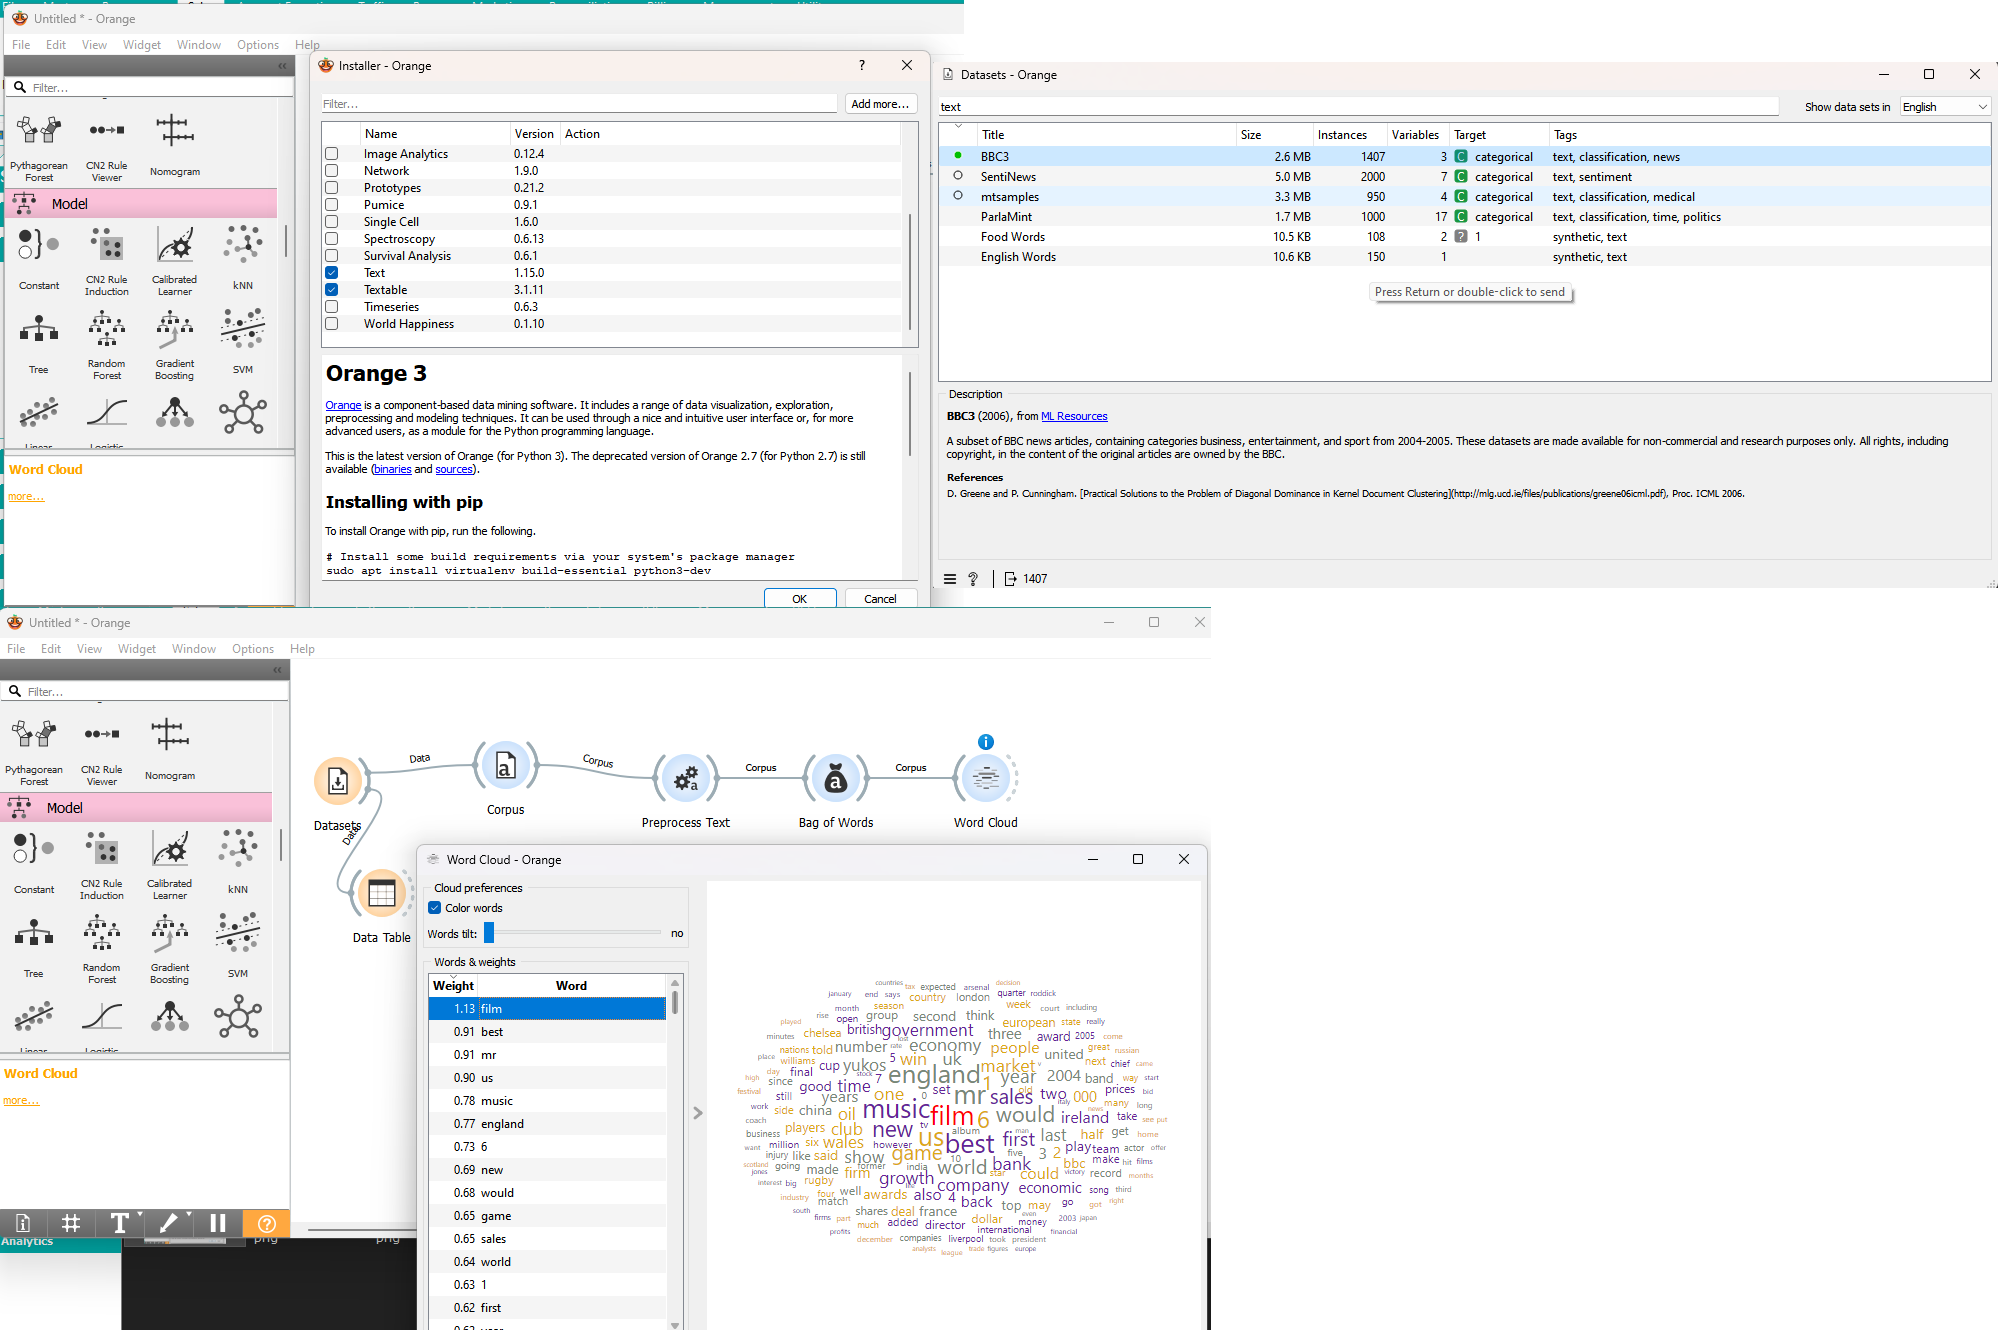 Untitled * - Orange
File Edit View Widget Window Options Help
Filter...
Pythagorean Forest
CN2 Rule Viewer
Nomogram
Model
Constant
CN2 Rule Induction
Calibrated Learner
kNN
Tree
Random Forest
Gradient Boosting
SVM
Word Cloud
more...
Installer - Orange
?
Filter...
Add more...
Name Version Action
Image Analytics 0.12.4
Network 1.9.0
Prototypes 0.21.2
Pumice 0.9.1
Single Cell 1.6.0
Spectroscopy 0.6.13
Survival Analysis 0.6.1
Text 1.15.0
Textable 3.1.11
Timeseries 0.6.3
World Happiness 0.1.10
Orange 3
Orange is a component-based data mining software. It includes a range of data visualization, exploration,
preprocessing and modeling techniques. It can be used through a nice and intuitive user interface or, for more
advanced users, as a module for the Python programming language.
This is the latest version of Orange (for Python 3). The deprecated version of Orange 2.7 (for Python 2.7) is still
available (binaries and sources).
Installing with pip
To install Orange with pip, run the following.
# Install some build requirements via your system's package manager
sudo apt install virtualenv build-essential python3-dev
OK Cancel
Datasets - Orange
text
Show data sets in English
Title Size Instances Variables Target Tags
BBC3 2.6 MB 1407 3 C categorical text, classification, news
SentiNews 5.0 MB 2000 7 C categorical text, sentiment
mtsamples 3.3 MB 950 4 C categorical text, classification, medical
ParlaMint 1.7 MB 1000 17 C categorical text, classification, time, politics
Food Words 10.5 KB 108 2 ? 1 synthetic, text
English Words 10.6 KB 150 1 synthetic, text
Press Return or double-click to send
Description
BBC3 (2006), from ML Resources
A subset of BBC news articles, containing categories business, entertainment, and sport from 2004-2005. These datasets are made available for non-commercial and research purposes only. All rights, including
copyright, in the content of the original articles are owned by the BBC.
References
D. Greene and P. Cunningham. [Practical Solutions to the Problem of Diagonal Dominance in Kernel Document Clustering](http://mlg.ucd.ie/files/publications/greene06icml.pdf), Proc. ICML 2006.
? 1407
Untitled * - Orange
File Edit View Widget Window Options Help
Filter...
Pythagorean Forest
CN2 Rule Viewer
Nomogram
Model
Constant
CN2 Rule Induction
Calibrated Learner
kNN
Tree
Random Forest
Gradient Boosting
SVM
Word Cloud
more...
Analytics
png
png
Datasets
Data
Corpus
Corpus
Preprocess Text
Corpus
Bag of Words
Corpus
Word Cloud
Data
Data Table
Word Cloud - Orange
Cloud preferences
Color words
Words tilt: no
Words & weights
Weight Word
1.13 film
0.91 best
0.91 mr
0.90 us
0.78 music
0.77 england
0.73 6
0.69 new
0.68 would
0.65 game
0.65 sales
0.64 world
0.63 1
0.62 first
countries tax expected arsenal decision
january end says country london quarter roddick
month season week court including
rise open group second think european state really
played minutes chelsea british government three award 2005 come
nations told number rate lost economy people united great russian
place williams cup yukos 5 win uk market next chief came
high day final since stock 7 england 1 year 2004 band way start
festival still good time years one 0 set old two 000 prices bid
work side china oil music film 6 mr sales would italy news many long
coach business players club new tv us album best man first ireland last half get take see put home
want million six wales however game 10 five 3 2 play team actor offer
injury like said show former india world star bank could bbc victory make hit films
scotland jones going made firm growth life company economic record months
interest big rugby four well awards also 4 back top may song third
industry match shares deal france go got right
south firms part much added director dollar even money 2003 japan
profits december companies liverpool international took president financial
analysts league trade figures europe